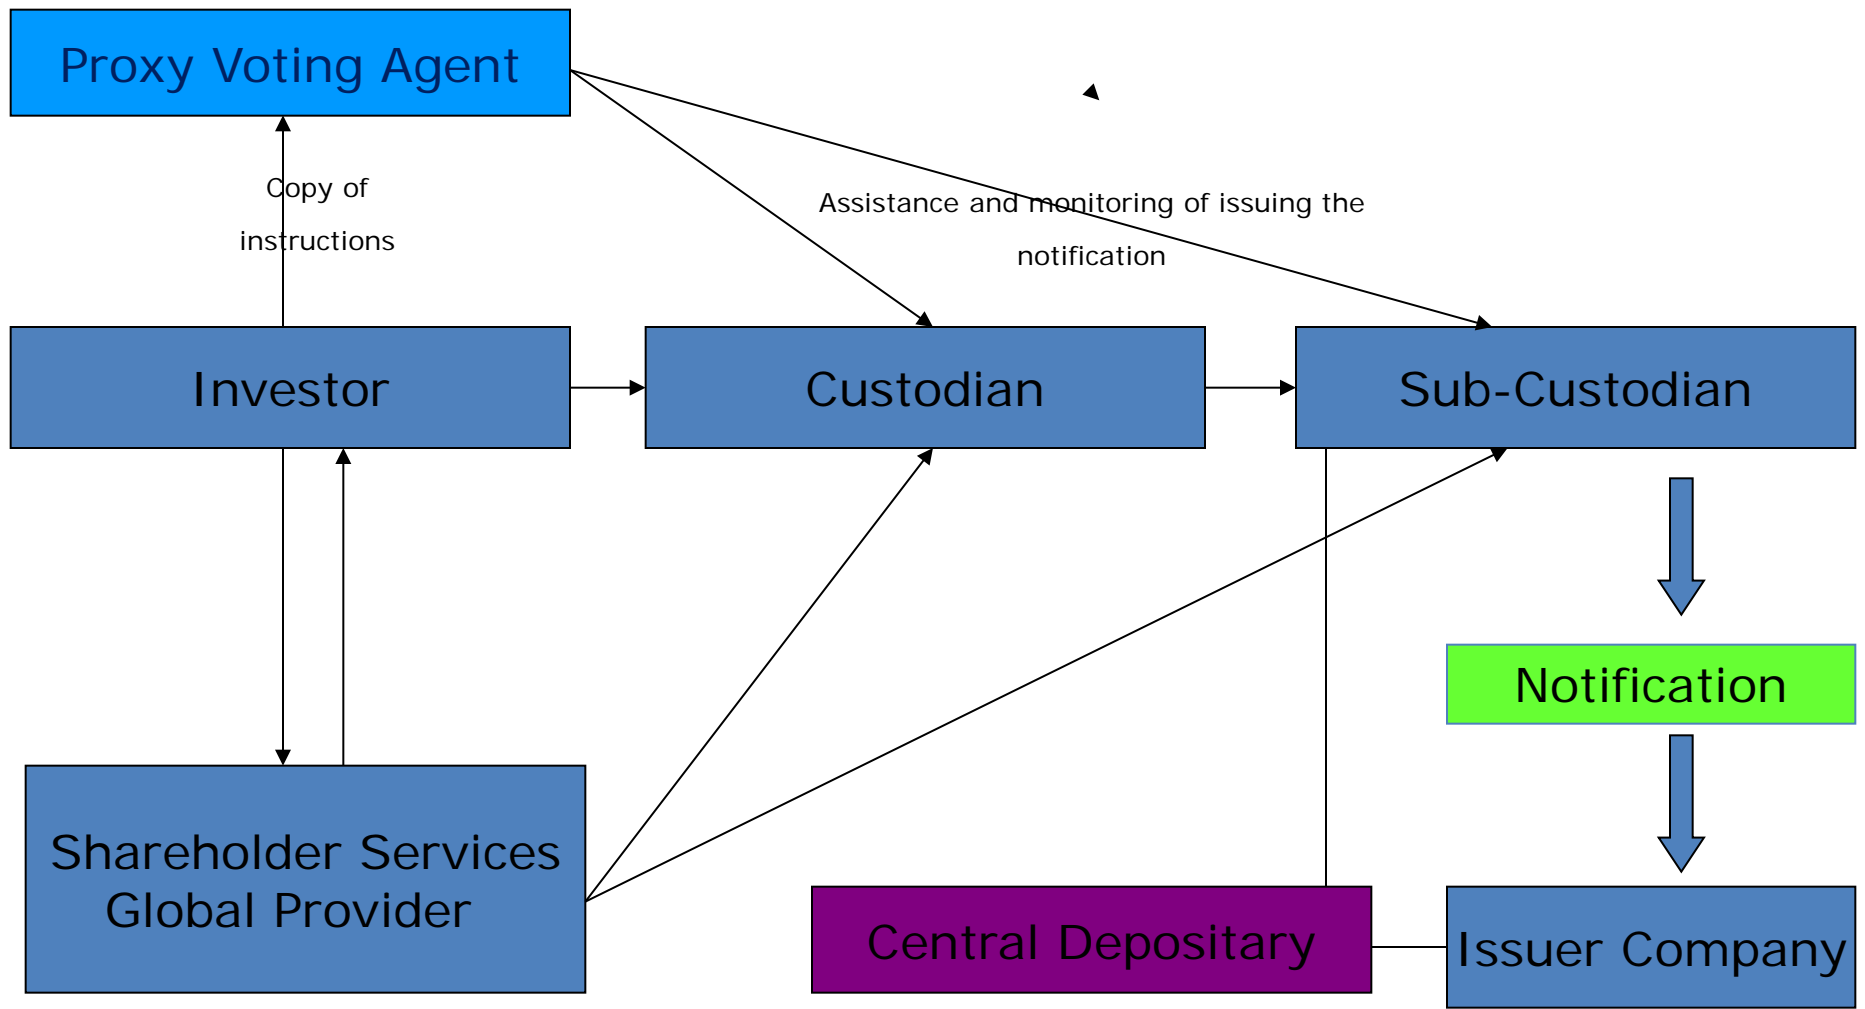 Proxy Voting Agent
Copy of
instructions
Assistance and monitoring of issuing the
notification
Investor
Custodian
Sub-Custodian
Notification
Shareholder Services
Global Provider
Central Depositary
Issuer Company